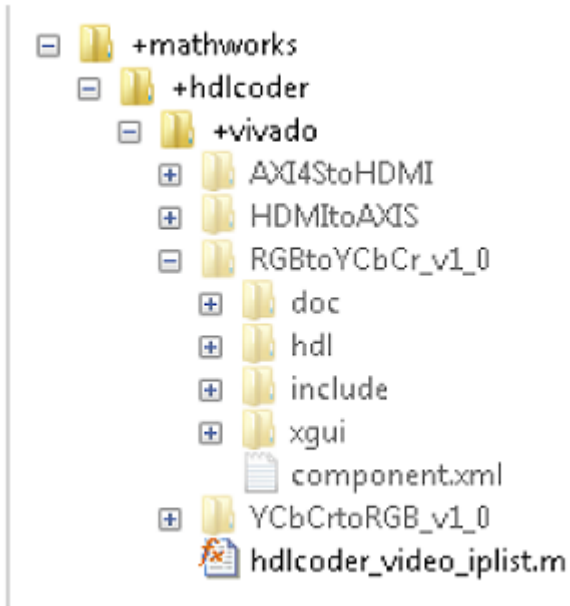 +mathworks
+hdlcoder
+vivado
AXI4StoHDMI
HDMItoAXIS
RGBtoYCbCr_v1_0
doc
hdl
include
xgui
component.xml
YCbCrtoRGB_v1_0
hdlcoder_video_iplist.m